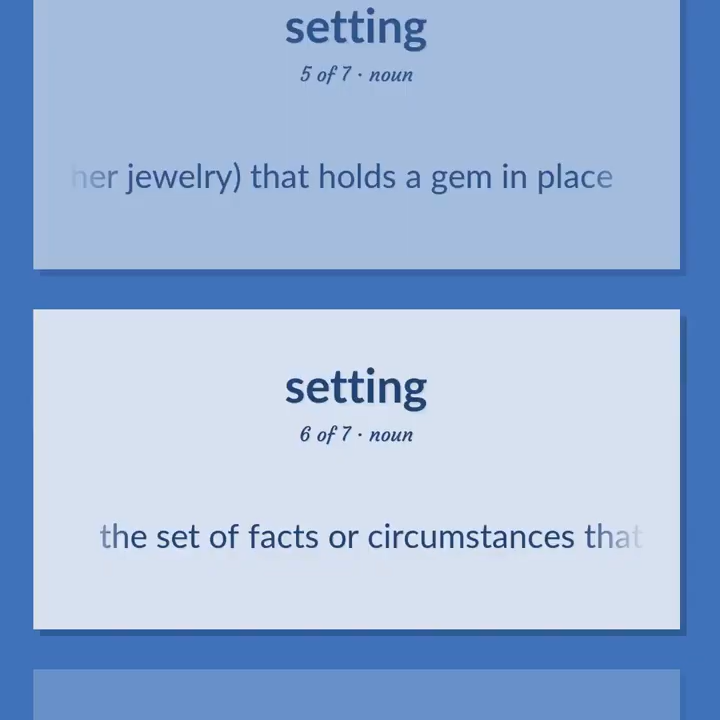 setting
5 of 7 · noun
her jewelry) that holds a gem in place
setting
6 of 7 · noun
the set of facts or circumstances that